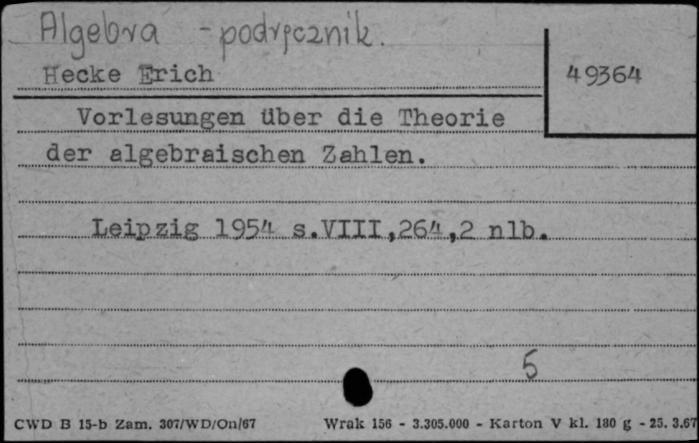 Algebra - podręcznik.
Hecke Erich
49364
Vorlesungen über die Theorie
der algebraischen Zahlen.
Leipzig 1954 s.VIII,264,2 nlb.
5
CWD B 15-b Zam. 307/WD/On/67 Wrak 156 - 3.305.000 - Karton V kl. 180 g - 25. 3.67